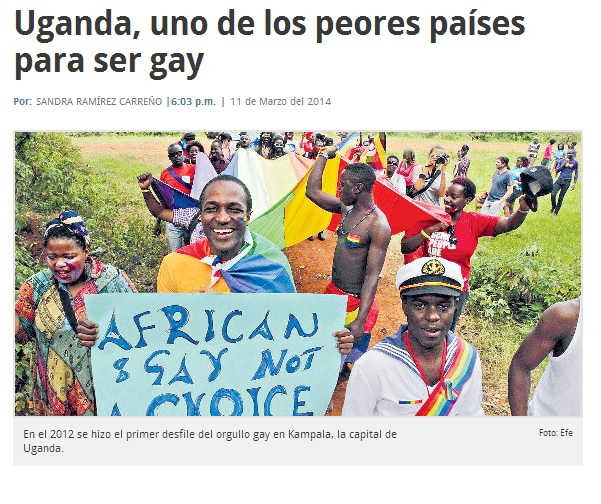 Uganda, uno de los peores países
para ser gay
Por: SANDRA RAMÍREZ CARREÑO |6:03 p.m. | 11 de Marzo del 2014
AFRICAN
& GAY NOT
A CHOICE
En el 2012 se hizo el primer desfile del orgullo gay en Kampala, la capital de
Uganda.
Foto: Efe